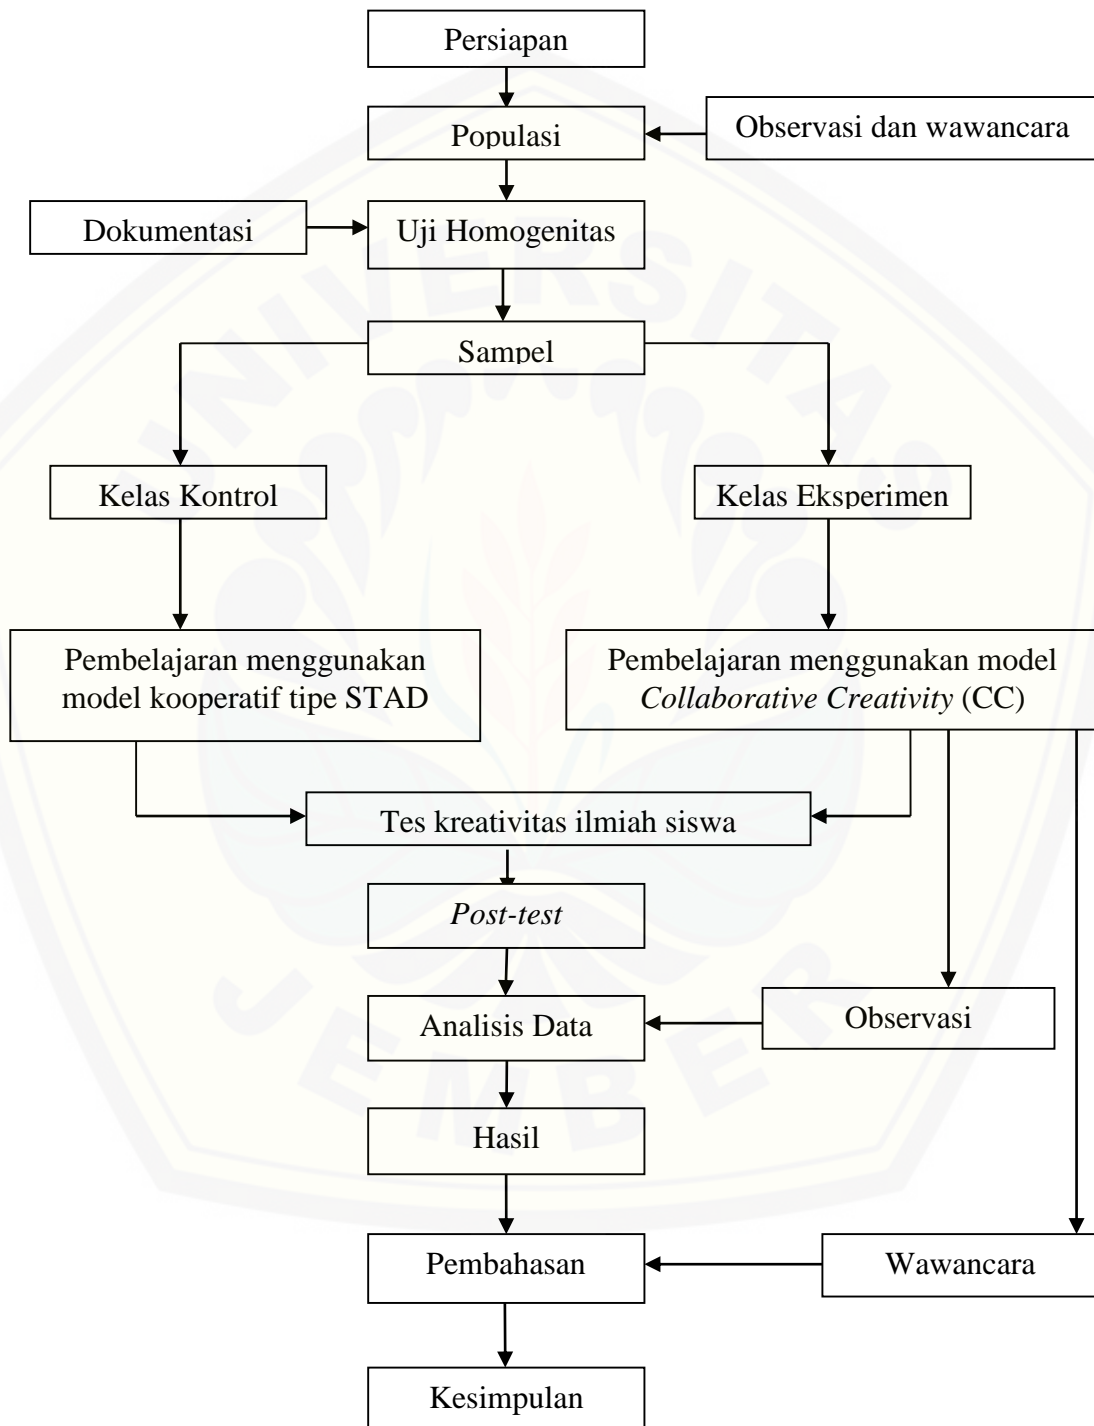 Persiapan
Populasi
Observasi dan wawancara
Dokumentasi
Uji Homogenitas
Sampel
Kelas Kontrol
Kelas Eksperimen
Pembelajaran menggunakan
model kooperatif tipe STAD
Pembelajaran menggunakan model
Collaborative Creativity (CC)
Tes kreativitas ilmiah siswa
Post-test
Analisis Data
Observasi
Hasil
Pembahasan
Wawancara
Kesimpulan
UNIVERSITAS
JEMBER